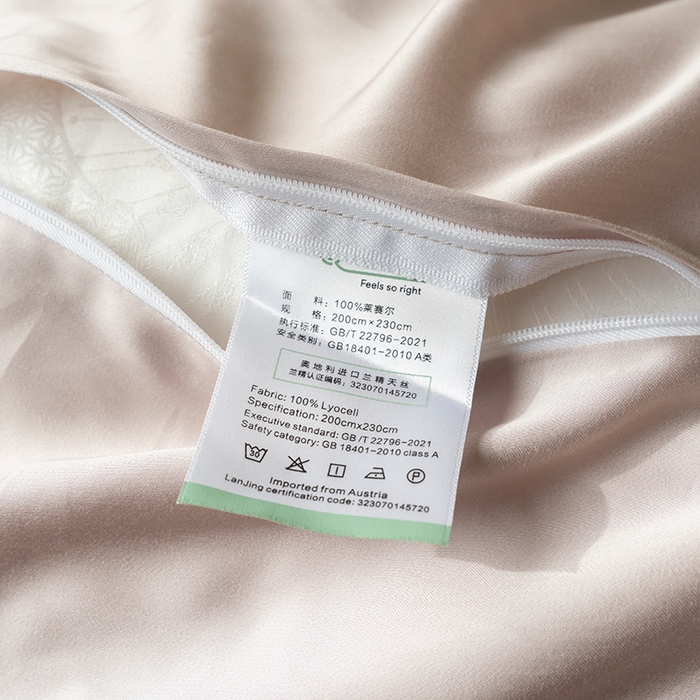 Feels so right
面 料：100%莱赛尔
规 格：200cm×230cm
执行标准：GB/T 22796-2021
安全类别：GB18401-2010 A类
奥地利进口兰精天丝
兰精认证编码：323070145720
Fabric: 100% Lyocell
Specification: 200cmx230cm
Executive standard: GB /T 22796-2021
Safety category: GB 18401-2010 class A
30
P
Imported from Austria
LanJing certification code: 323070145720